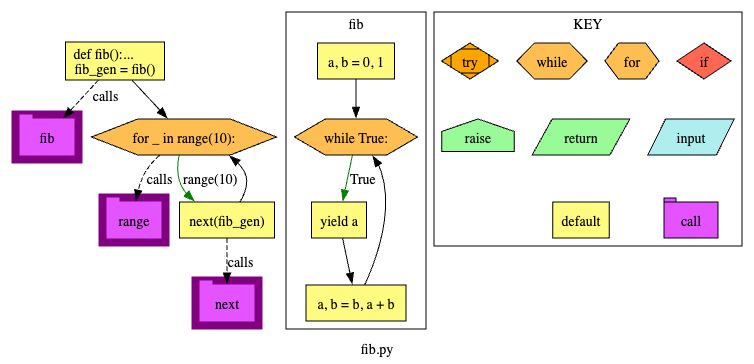 def fib():...
fib_gen = fib()
calls
fib
for _ in range(10):
calls
range(10)
range
next(fib_gen)
calls
next
fib
a, b = 0, 1
while True:
True
yield a
a, b = b, a + b
KEY
try
while
for
if
raise
return
input
default
call
fib.py